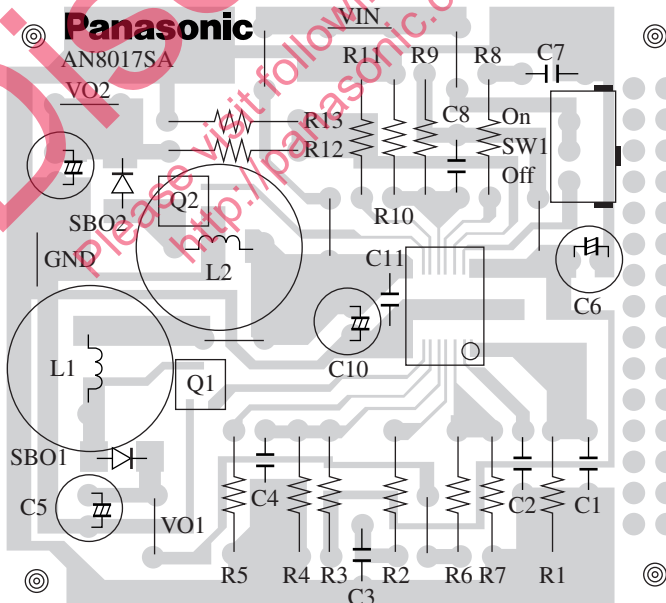 Panasonic
VIN
AN8017SA
R11 R9 R8 C7
VO2
R13 C8 On
R12 SW1
Off
Q2 R10
SBO2
GND L2 C11
C6
L1 C10
Q1
SBO1
C5 C4 C2 C1
VO1
R5 R4 R3 R2 R6 R7 R1
C3
Please visit followi
http://panasonic.c